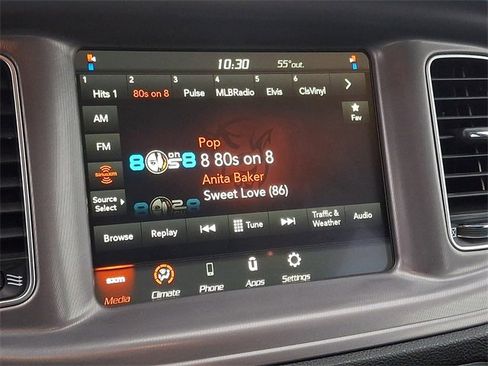 10:30 55°out.
1 2 3 4 5 6
Hits 1 80s on 8 Pulse MLBRadio Elvis ClsVinyl
AM
Fav
FM
Pop
8 80s on 8
siriusxm
Anita Baker
Sweet Love (86)
Source
Select
Browse Replay Tune Traffic & Weather Audio
sxm
Media Climate Phone Apps Settings